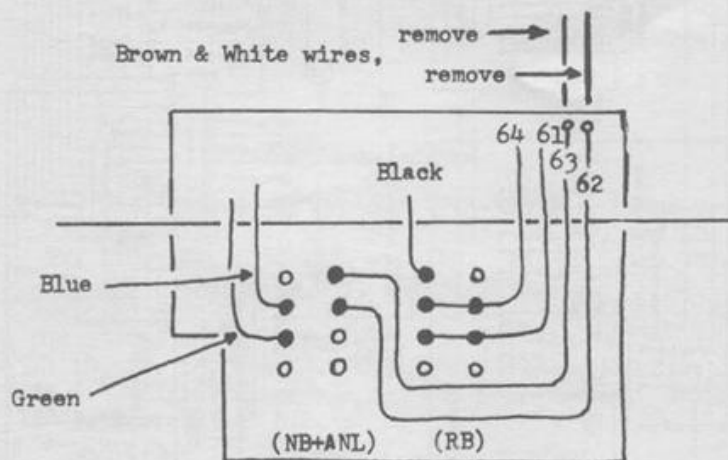 remove
Brown & White wires,
remove
64 61
63
62
Black
Blue
Green
(NB+ANL) (RB)